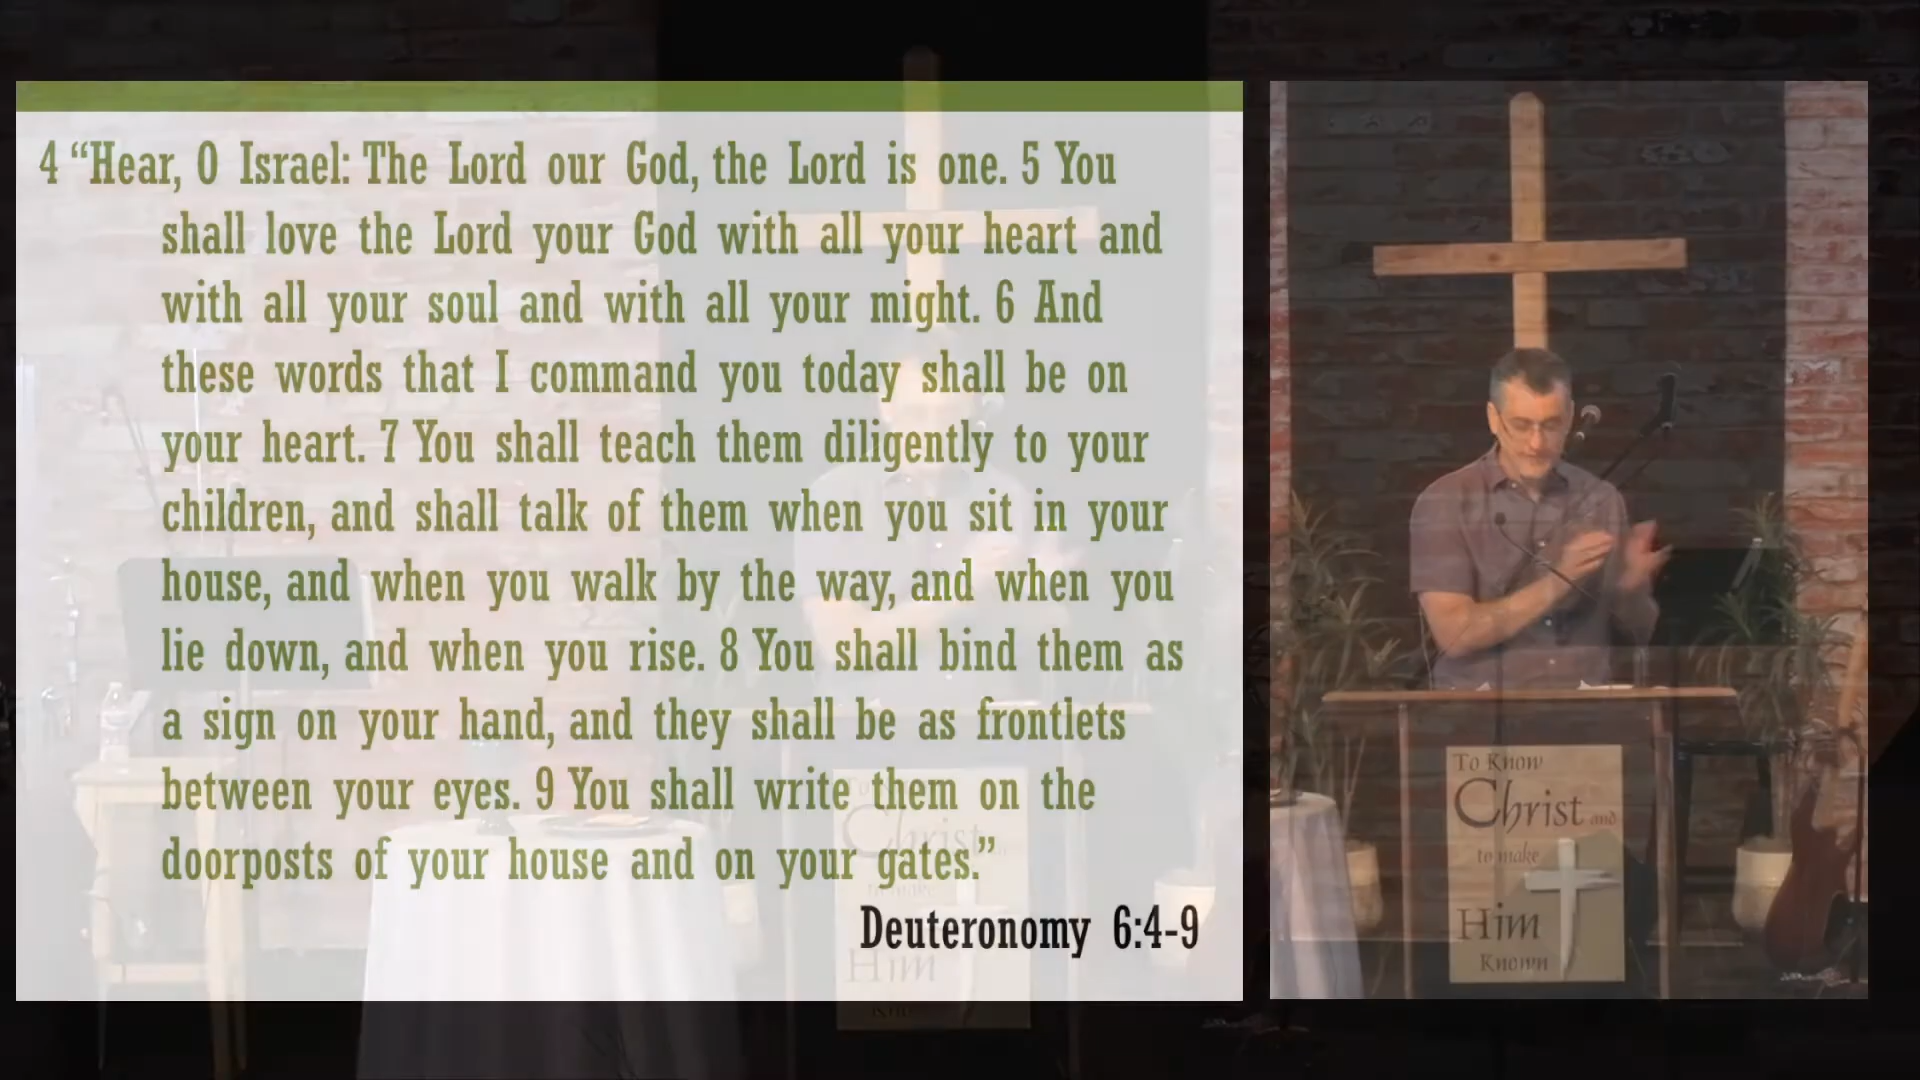 4 “Hear, O Israel: The Lord our God, the Lord is one. 5 You
shall love the Lord your God with all your heart and
with all your soul and with all your might. 6 And
these words that I command you today shall be on
your heart. 7 You shall teach them diligently to your
children, and shall talk of them when you sit in your
house, and when you walk by the way, and when you
lie down, and when you rise. 8 You shall bind them as
a sign on your hand, and they shall be as frontlets
between your eyes. 9 You shall write them on the
doorposts of your house and on your gates.”
Deuteronomy 6:4-9
To Know
Christ and
to make
Him
Known
Christ
to make
Him